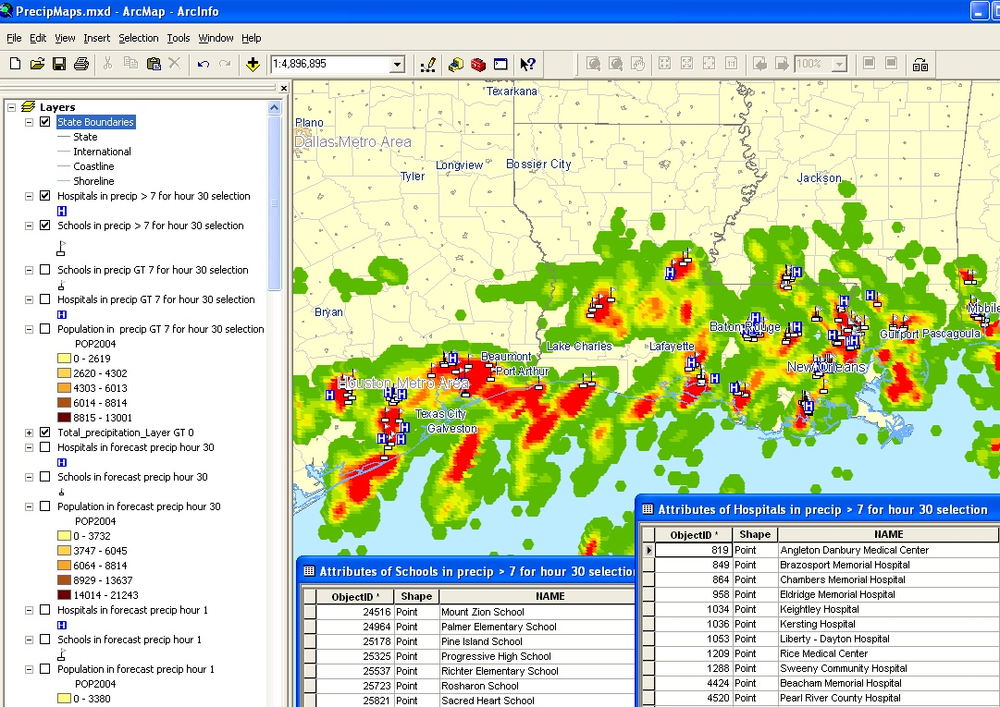 PrecipMaps.mxd - ArcMap - ArcInfo
File Edit View Insert Selection Tools Window Help
1:4,896,895
100%
Layers
State Boundaries
State
International
Coastline
Shoreline
Hospitals in precip > 7 for hour 30 selection
H
Schools in precip > 7 for hour 30 selection
Schools in precip GT 7 for hour 30 selection
Hospitals in precip GT 7 for hour 30 selection
H
Population in precip GT 7 for hour 30 selection
POP2004
0 - 2619
2620 - 4302
4303 - 6013
6014 - 8814
8815 - 13001
Total_precipitation_Layer GT 0
Hospitals in forecast precip hour 30
H
Schools in forecast precip hour 30
Population in forecast precip hour 30
POP2004
0 - 3732
3747 - 6045
6064 - 8814
8929 - 13637
14014 - 21243
Hospitals in forecast precip hour 1
H
Schools in forecast precip hour 1
Population in forecast precip hour 1
POP2004
0 - 3380
Texarkana
Plano
Dallas Metro Area
Longview
Bossier City
Tyler
Jackson
Bryan
Mobile
Baton Rouge
Gulfport
Pascagoula
Lake Charles
Lafayette
Beaumont
Port Arthur
New Orleans
Houston Metro Area
Texas City
Galveston
Attributes of Schools in precip > 7 for hour 30 selection
ObjectID * Shape NAME
24516 Point Mount Zion School
24964 Point Palmer Elementary School
25178 Point Pine Island School
25325 Point Progressive High School
25537 Point Richter Elementary School
25723 Point Rosharon School
25821 Point Sacred Heart School
Attributes of Hospitals in precip > 7 for hour 30 selection
ObjectID * Shape NAME
819 Point Angleton Danbury Medical Center
849 Point Brazosport Memorial Hospital
864 Point Chambers Memorial Hospital
958 Point Eldridge Memorial Hospital
1034 Point Keightley Hospital
1036 Point Kersting Hospital
1053 Point Liberty - Dayton Hospital
1209 Point Rice Medical Center
1288 Point Sweeny Community Hospital
4424 Point Beacham Memorial Hospital
4520 Point Pearl River County Hospital